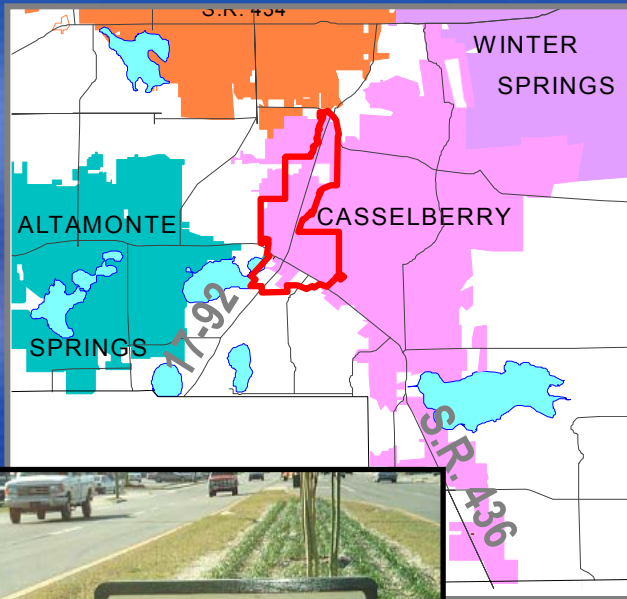 S.R. 434
WINTER
SPRINGS
ALTAMONTE
CASSELBERRY
SPRINGS
17-92
S.R. 436